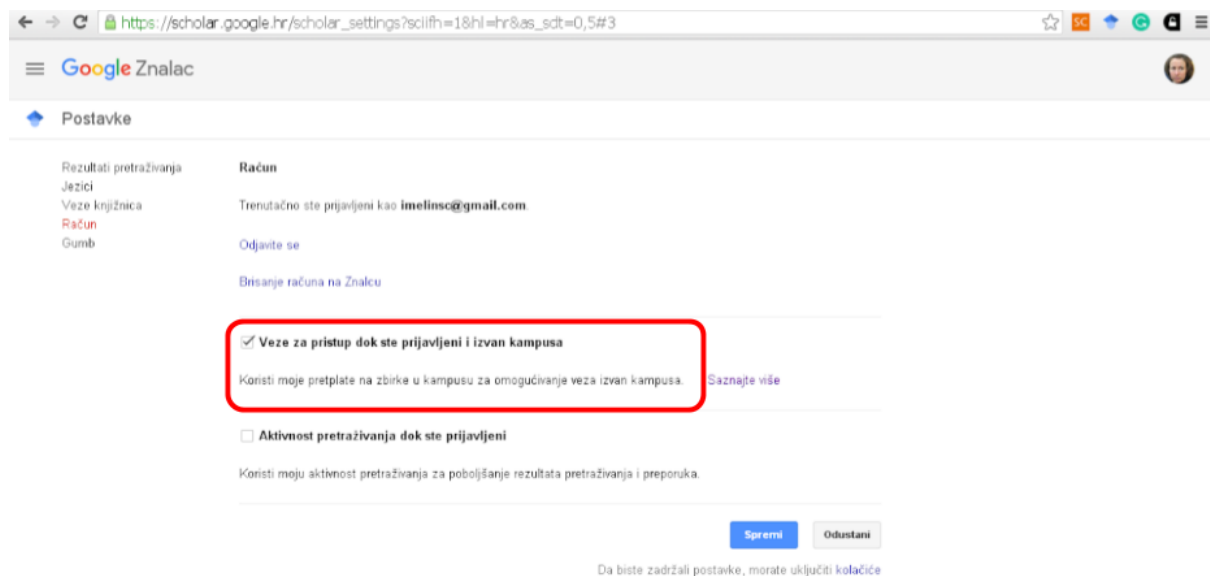 https://scholar.google.hr/scholar_settings?sciifh=1&hl=hr&as_sdt=0,5#3
SC
G
Google Znalac
Postavke
Rezultati pretraživanja
Jezici
Veze knjižnica
Račun
Gumb
Račun
Trenutačno ste prijavljeni kao imelinsc@gmail.com.
Odjavite se
Brisanje računa na Znalcu
Veze za pristup dok ste prijavljeni i izvan kampusa
Koristi moje pretplate na zbirke u kampusu za omogućivanje veza izvan kampusa. Saznajte više
Aktivnost pretraživanja dok ste prijavljeni
Koristi moju aktivnost pretraživanja za poboljšanje rezultata pretraživanja i preporuka.
Spremi Odustani
Da biste zadržali postavke, morate uključiti kolačiće